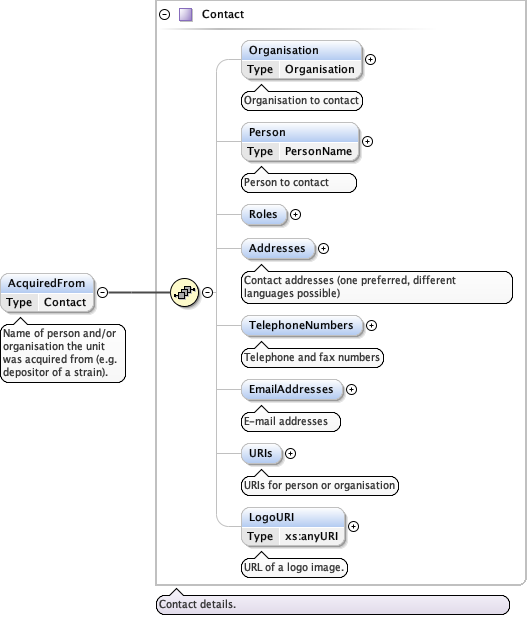 Contact
Organisation
Type Organisation
Organisation to contact
Person
Type PersonName
Person to contact
Roles
Addresses
Contact addresses (one preferred, different
languages possible)
AcquiredFrom
Type Contact
Name of person and/or
organisation the unit
was acquired from (e.g.
depositor of a strain).
TelephoneNumbers
Telephone and fax numbers
EmailAddresses
E-mail addresses
URIs
URIs for person or organisation
LogoURI
Type xs:anyURI
URL of a logo image.
Contact details.